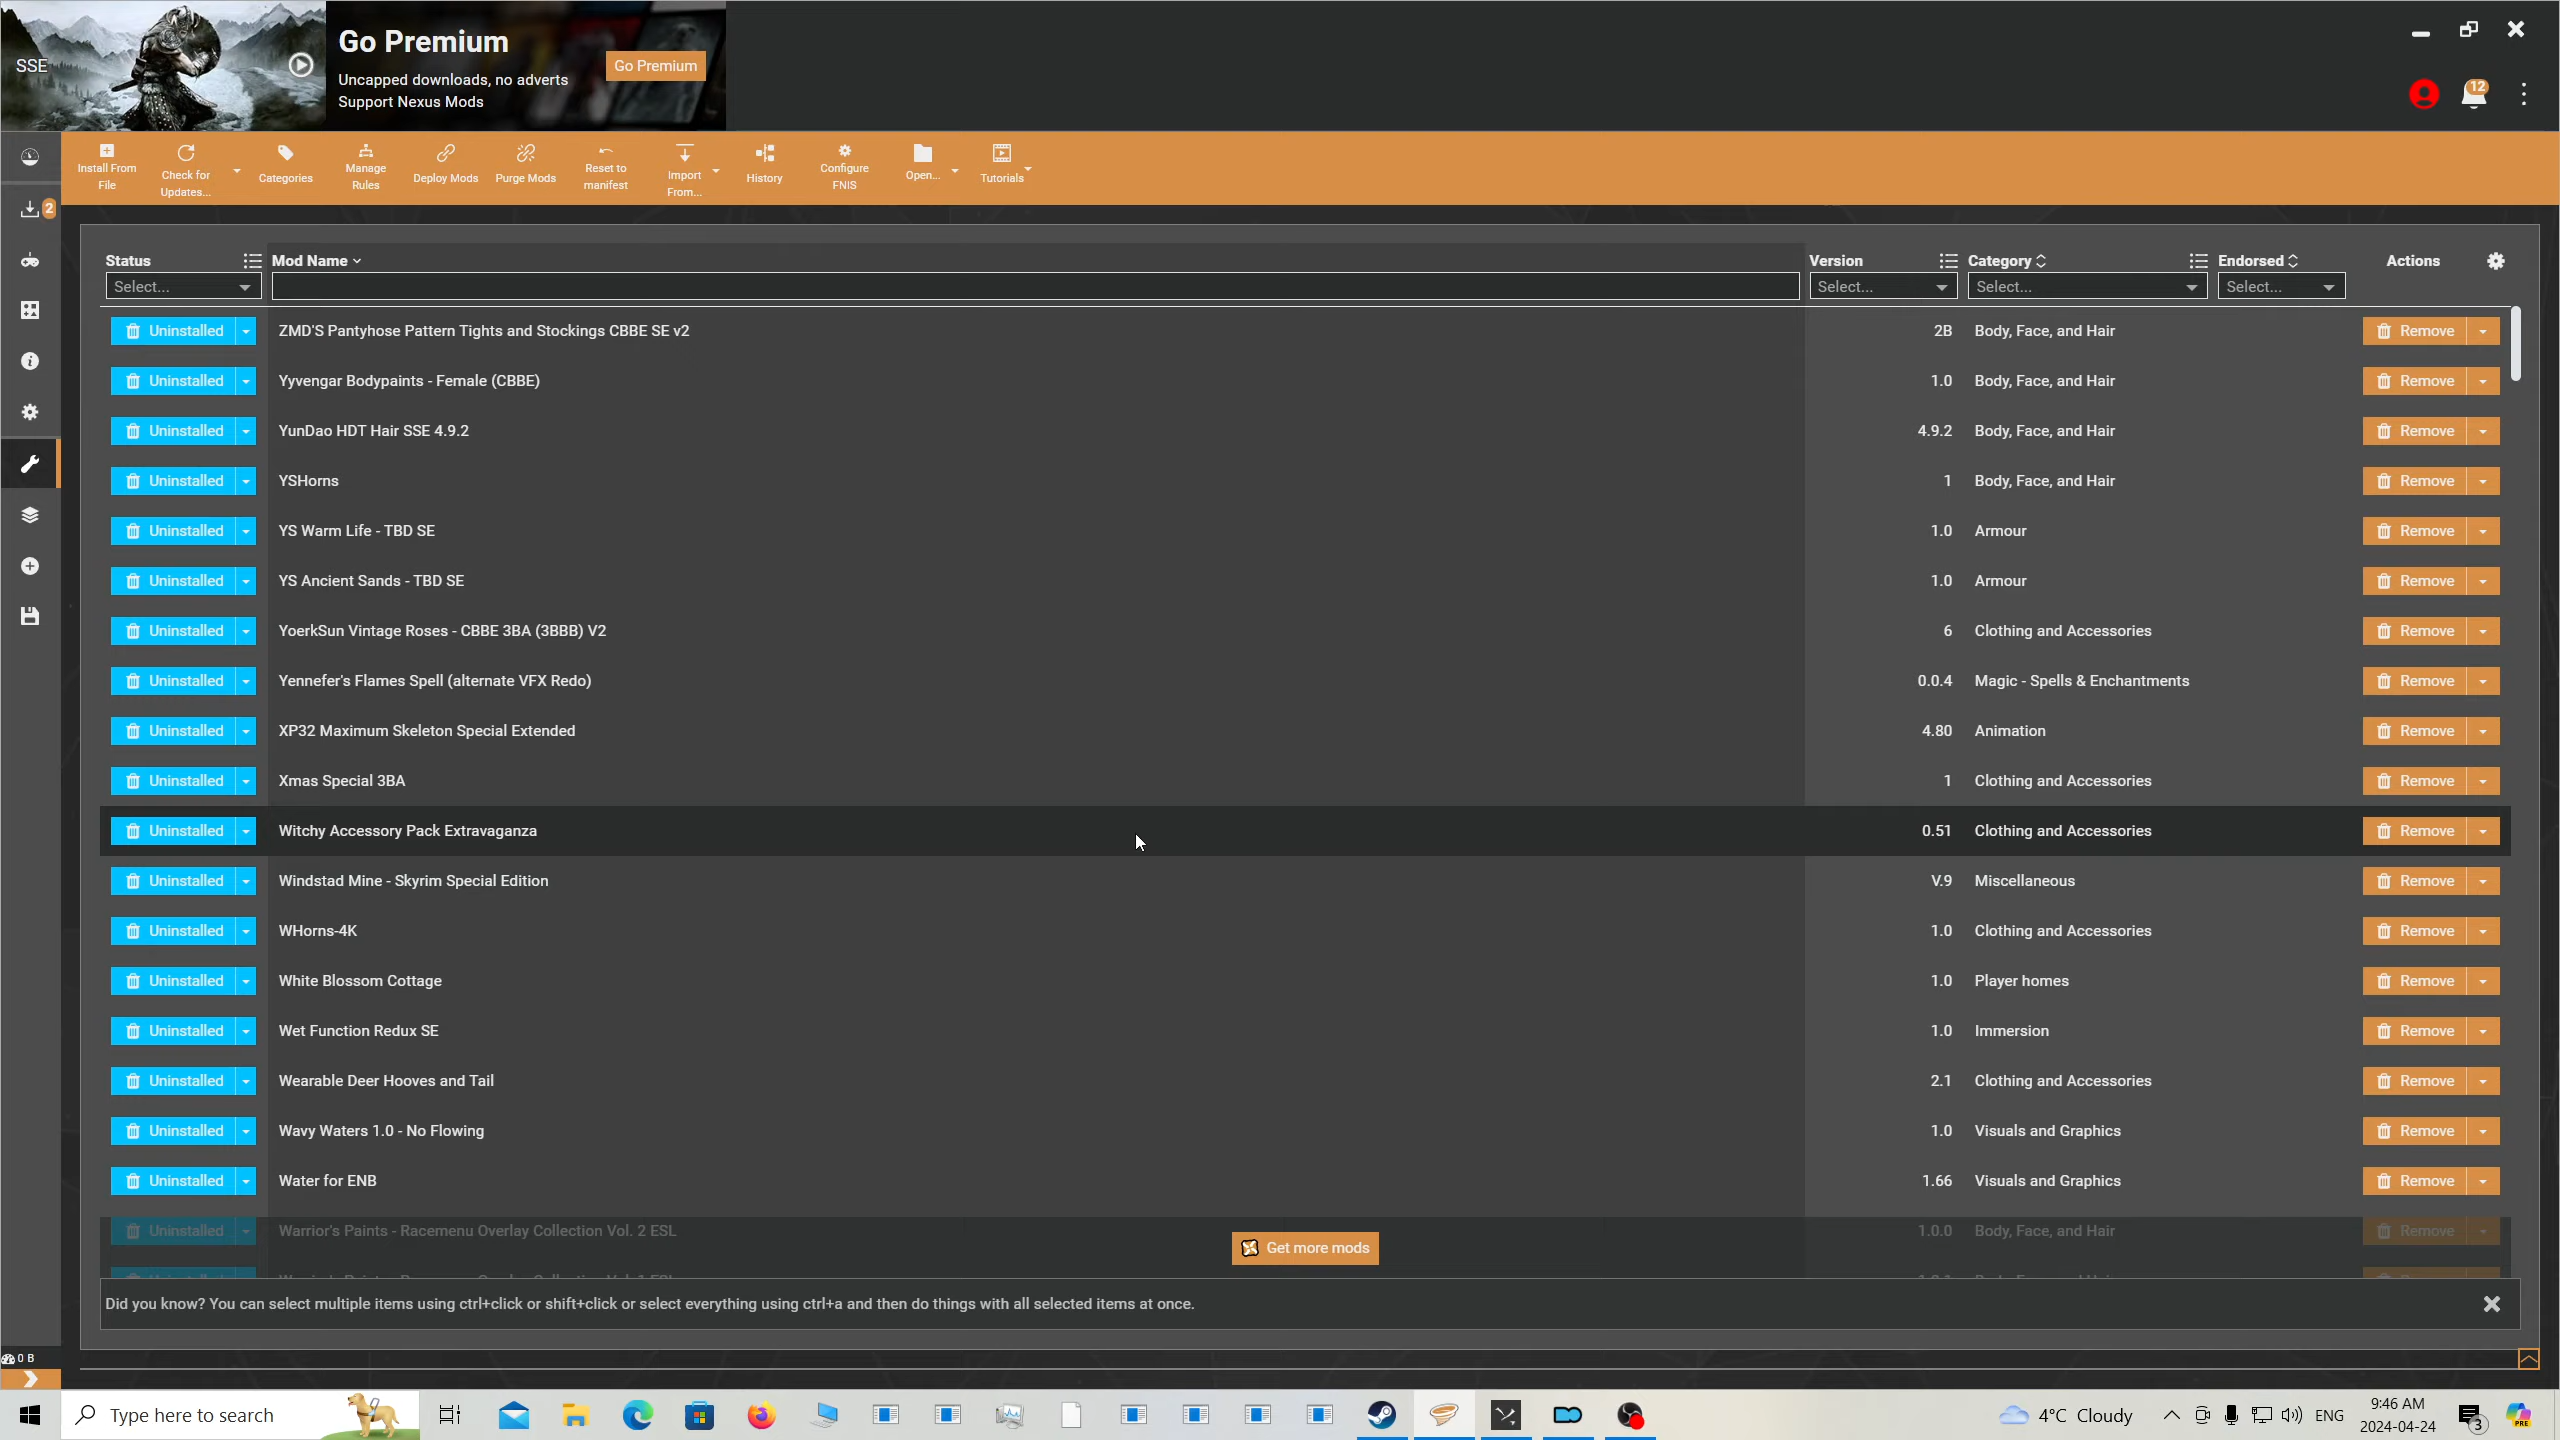 SSE
Go Premium
Uncapped downloads, no adverts
Support Nexus Mods
Go Premium
12
Install From
File
Check for
Updates...
Categories
Manage
Rules
Deploy Mods
Purge Mods
Reset to
manifest
Import
From...
History
Configure
FNIS
Open...
Tutorials
2
Status
Mod Name
Version
Category
Endorsed
Actions
Select...
Select...
Select...
Select...
Uninstalled ZMD'S Pantyhose Pattern Tights and Stockings CBBE SE v2 2B Body, Face, and Hair Remove
Uninstalled Yyvengar Bodypaints - Female (CBBE) 1.0 Body, Face, and Hair Remove
Uninstalled YunDao HDT Hair SSE 4.9.2 4.9.2 Body, Face, and Hair Remove
Uninstalled YSHorns 1 Body, Face, and Hair Remove
Uninstalled YS Warm Life - TBD SE 1.0 Armour Remove
Uninstalled YS Ancient Sands - TBD SE 1.0 Armour Remove
Uninstalled YoerkSun Vintage Roses - CBBE 3BA (3BBB) V2 6 Clothing and Accessories Remove
Uninstalled Yennefer's Flames Spell (alternate VFX Redo) 0.0.4 Magic - Spells & Enchantments Remove
Uninstalled XP32 Maximum Skeleton Special Extended 4.80 Animation Remove
Uninstalled Xmas Special 3BA 1 Clothing and Accessories Remove
Uninstalled Witchy Accessory Pack Extravaganza 0.51 Clothing and Accessories Remove
Uninstalled Windstad Mine - Skyrim Special Edition V.9 Miscellaneous Remove
Uninstalled WHorns-4K 1.0 Clothing and Accessories Remove
Uninstalled White Blossom Cottage 1.0 Player homes Remove
Uninstalled Wet Function Redux SE 1.0 Immersion Remove
Uninstalled Wearable Deer Hooves and Tail 2.1 Clothing and Accessories Remove
Uninstalled Wavy Waters 1.0 - No Flowing 1.0 Visuals and Graphics Remove
Uninstalled Water for ENB 1.66 Visuals and Graphics Remove
Uninstalled Warrior's Paints - Racemenu Overlay Collection Vol. 2 ESL 1.0.0 Body, Face, and Hair Remove
Get more mods
Did you know? You can select multiple items using ctrl+click or shift+click or select everything using ctrl+a and then do things with all selected items at once.
0 B
Type here to search
4°C Cloudy
ENG
9:46 AM
2024-04-24
3
PRE